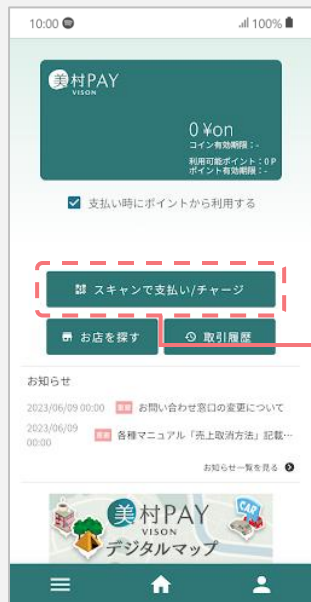 10:00
100%
美村PAY
VISON
0 ¥on
コイン有効期限：-
利用可能ポイント：0 P
ポイント有効期限：-
支払い時にポイントから利用する
スキャンで支払い/チャージ
お店を探す
取引履歴
お知らせ
2023/06/09 00:00 重要 お問い合わせ窓口の変更について
2023/06/09 00:00 重要 各種マニュアル「売上取消方法」記載…
お知らせ一覧を見る
美村PAY
VISON
デジタルマップ
CAR